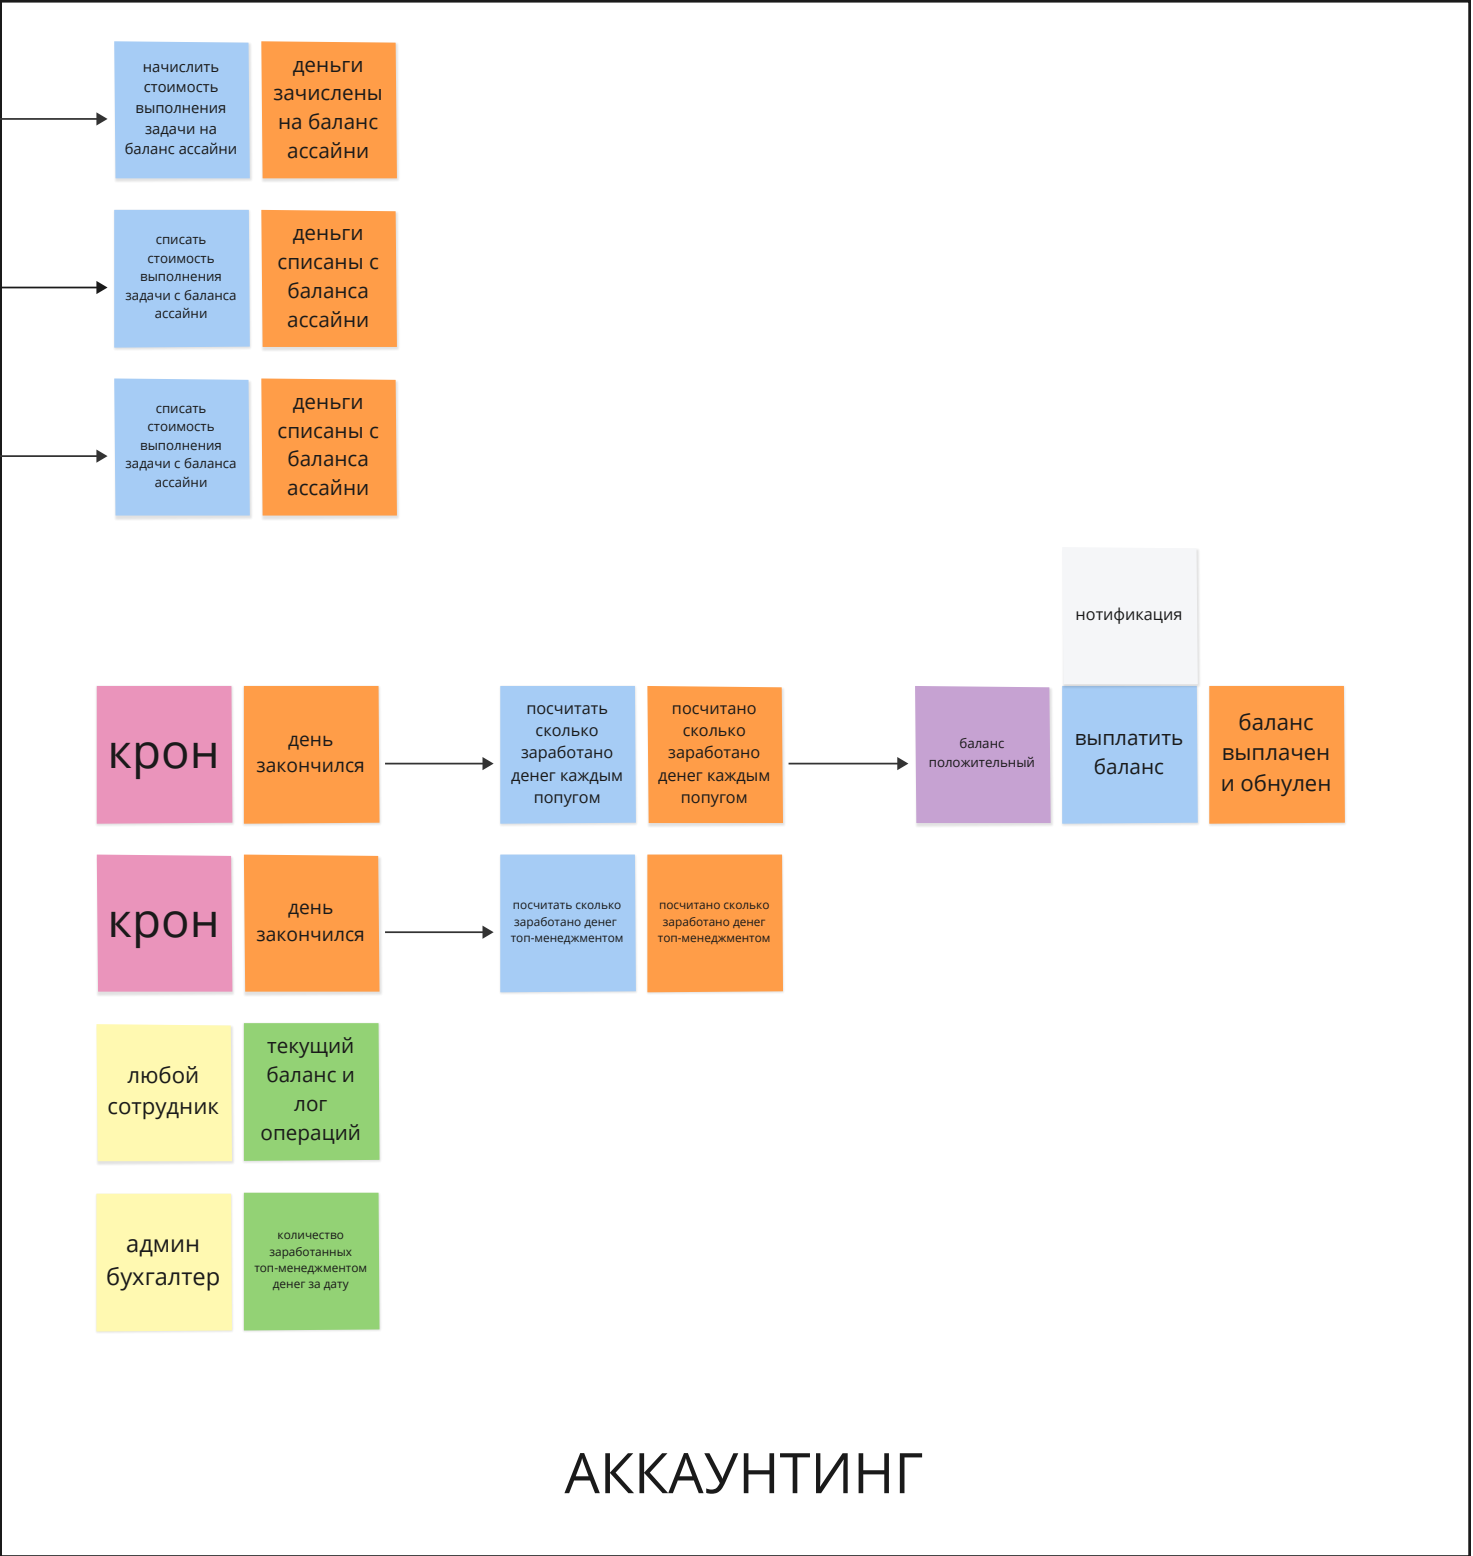 начислить
стоимость
выполнения
задачи на
баланс ассайни
деньги
зачислены
на баланс
ассайни
списать
стоимость
выполнения
задачи с баланса
ассайни
деньги
списаны с
баланса
ассайни
списать
стоимость
выполнения
задачи с баланса
ассайни
деньги
списаны с
баланса
ассайни
нотификация
крон
день
закончился
посчитать
сколько
заработано
денег каждым
попугом
посчитано
сколько
заработано
денег каждым
попугом
баланс
положительный
выплатить
баланс
баланс
выплачен
и обнулен
крон
день
закончился
посчитать сколько
заработано денег
топ-менеджментом
посчитано сколько
заработано денег
топ-менеджментом
любой
сотрудник
текущий
баланс и
лог
операций
админ
бухгалтер
количество
заработанных
топ-менеджментом
денег за дату
АККАУНТИНГ